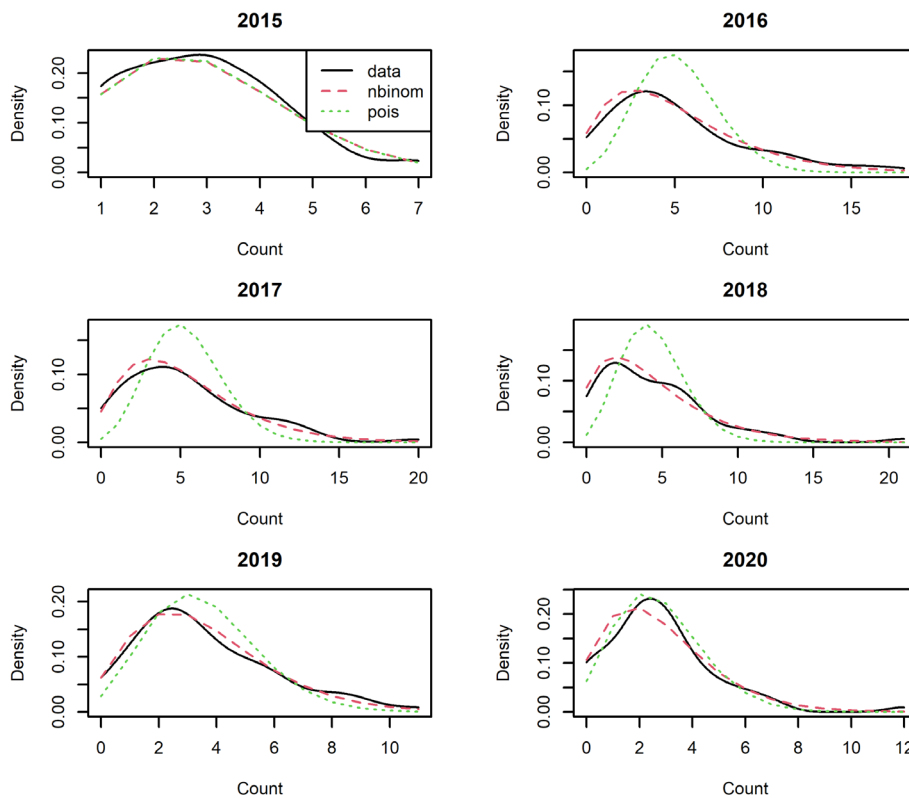 2015
Density
0.00 0.10 0.20
data
nbinom
pois
1 2 3 4 5 6 7
Count
2016
Density
0.00 0.10
0 5 10 15
Count
2017
Density
0.00 0.10
0 5 10 15 20
Count
2018
Density
0.00 0.10
0 5 10 15 20
Count
2019
Density
0.00 0.10 0.20
0 2 4 6 8 10
Count
2020
Density
0.00 0.10 0.20
0 2 4 6 8 10 12
Count